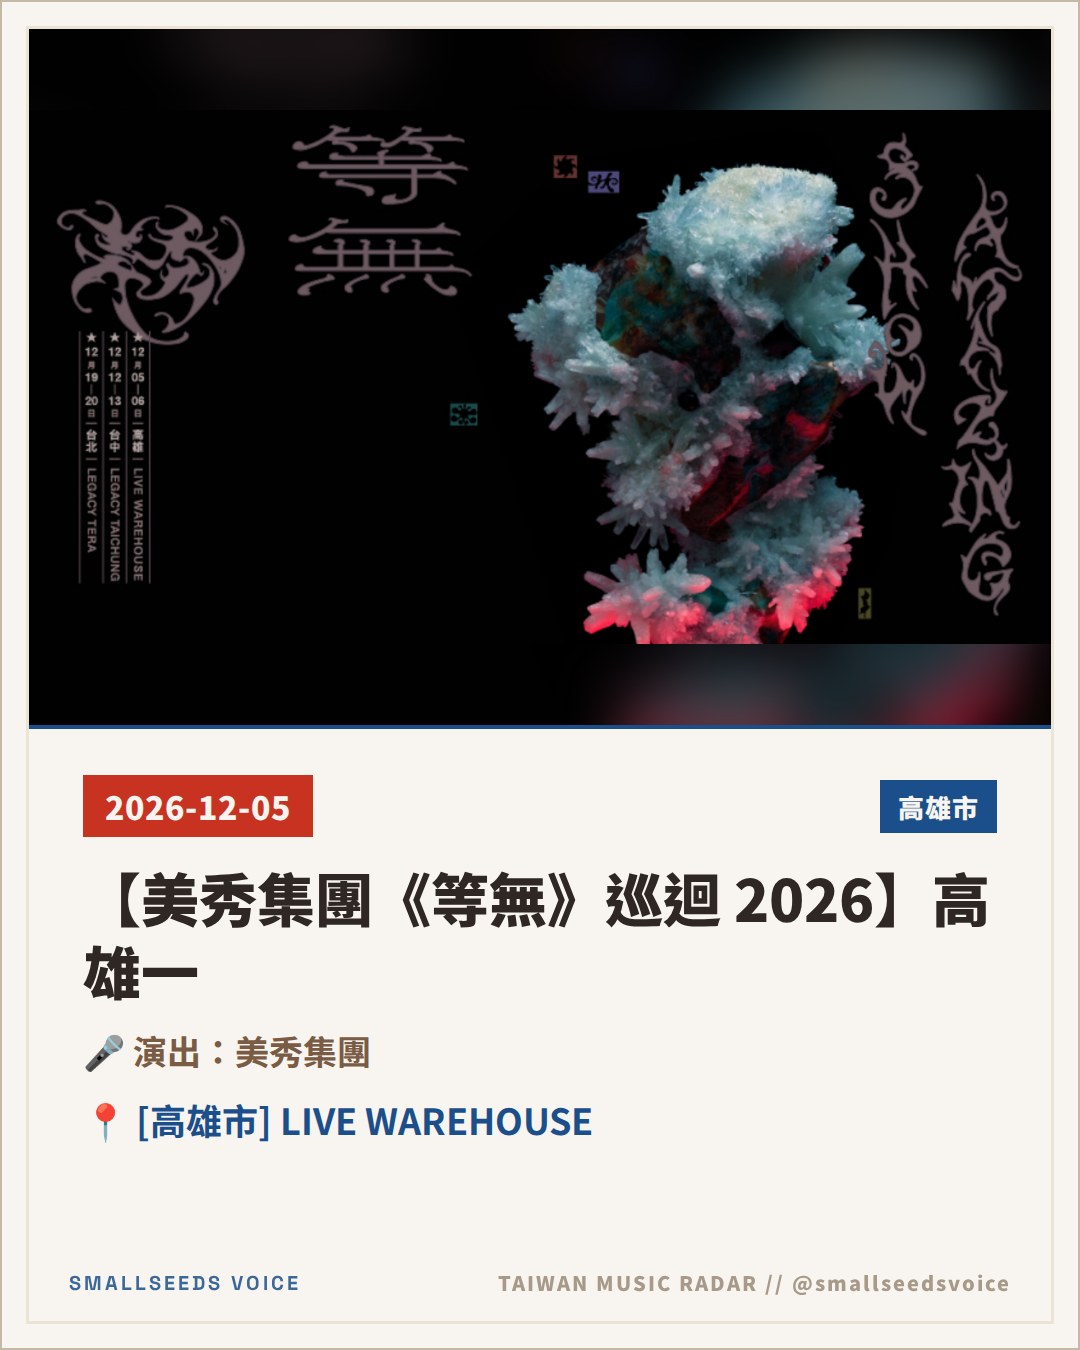 等無
美秀
★12月05—06日|高雄|LIVE WAREHOUSE
★12月12—13日|台中|LEGACY TAICHUNG
★12月19—20日|台北|LEGACY TERA
AMAZING
SHOW
2026-12-05
高雄市
【美秀集團《等無》巡迴 2026】高
雄一
🎤 演出：美秀集團
📍 [高雄市] LIVE WAREHOUSE
SMALLSEEDS VOICE
TAIWAN MUSIC RADAR // @smallseedsvoice